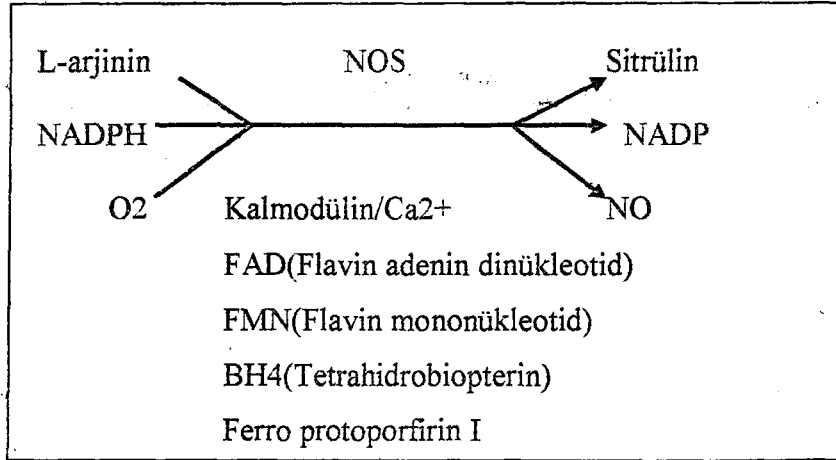 L-arjinin NOS Sitrülin
NADPH NADP
O2 Kalmodülin/Ca2+ NO
FAD(Flavin adenin dinükleotid)
FMN(Flavin mononükleotid)
BH4(Tetrahidrobiopterin)
Ferro protoporfirin I